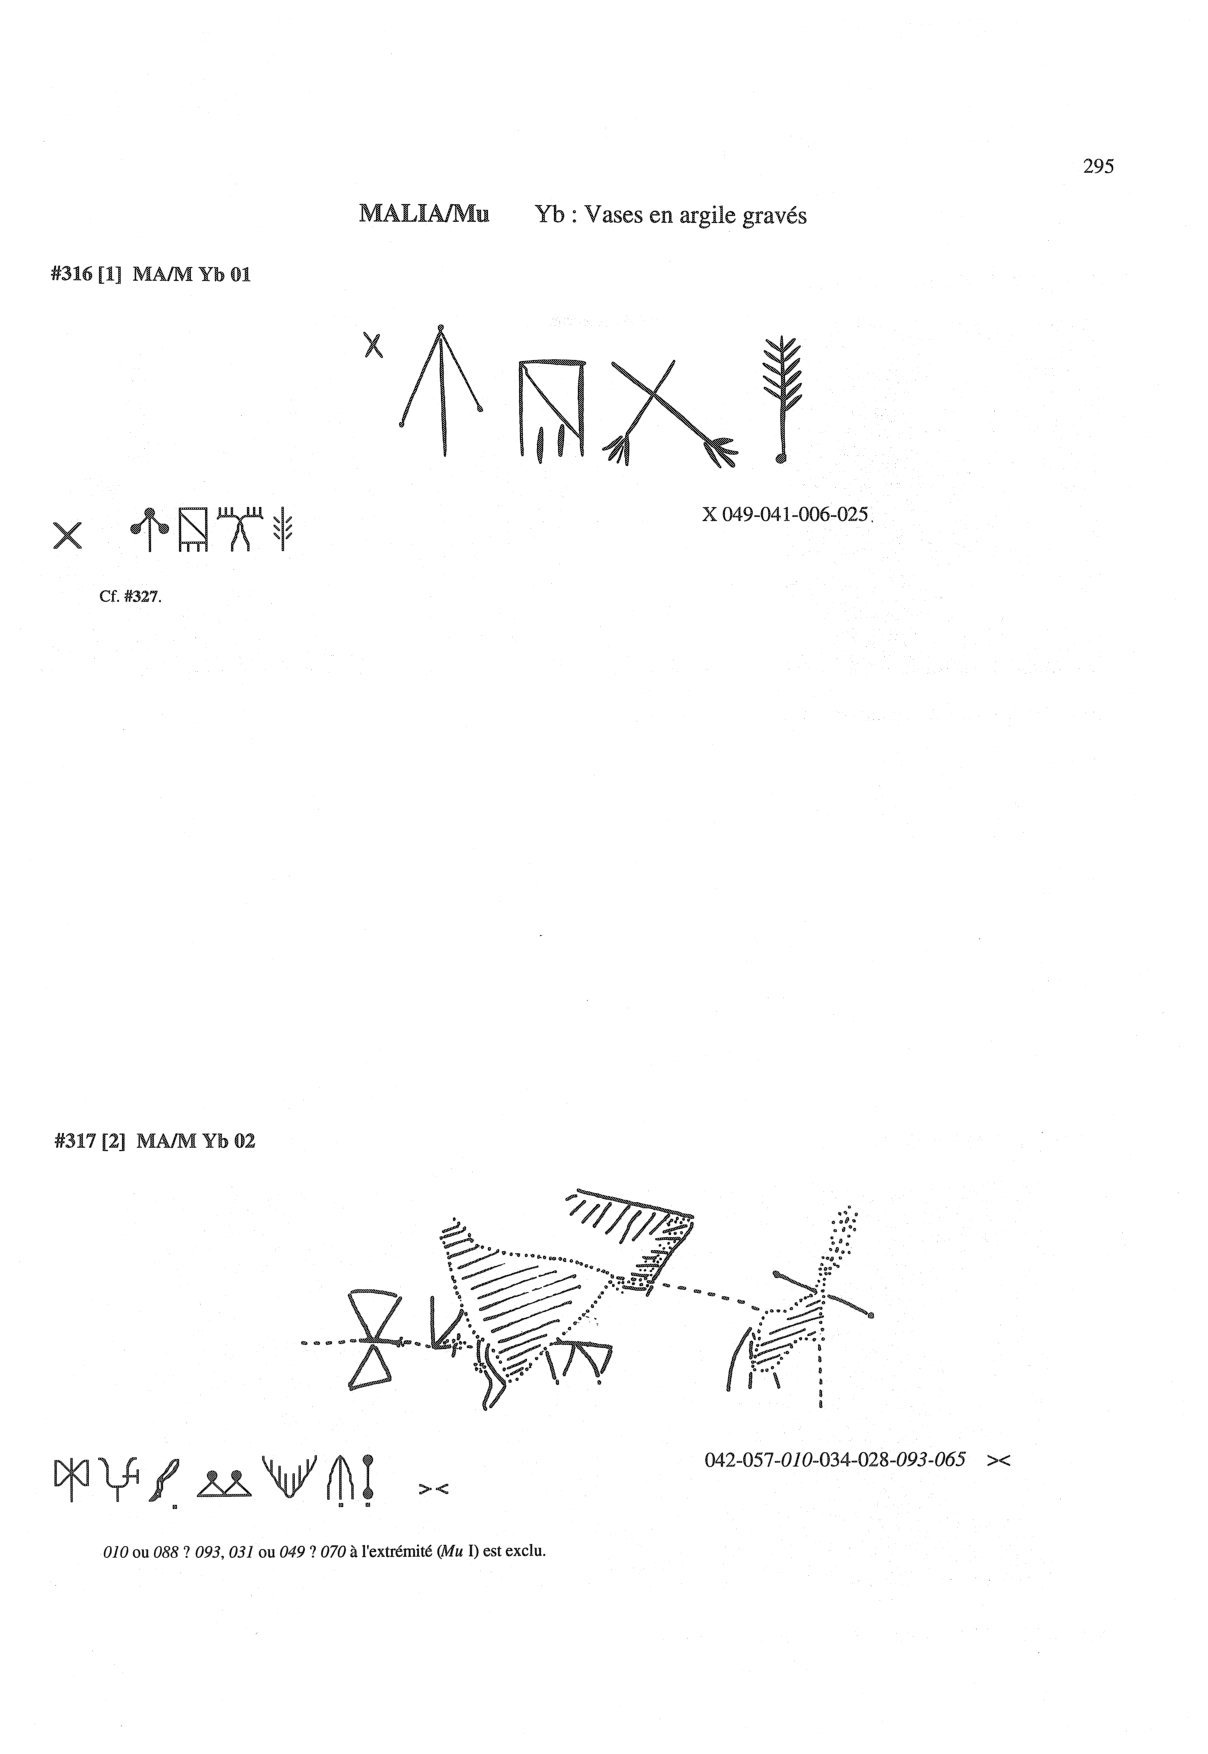 295
MALIA/Mu Yb : Vases en argile gravés
#316 [1] MA/M Yb 01
X 049-041-006-025.
Cf. #327.
#317 [2] MA/M Yb 02
042-057-010-034-028-093-065 ><
010 ou 088 ? 093, 031 ou 049 ? 070 à l'extrémité (Mu I) est exclu.